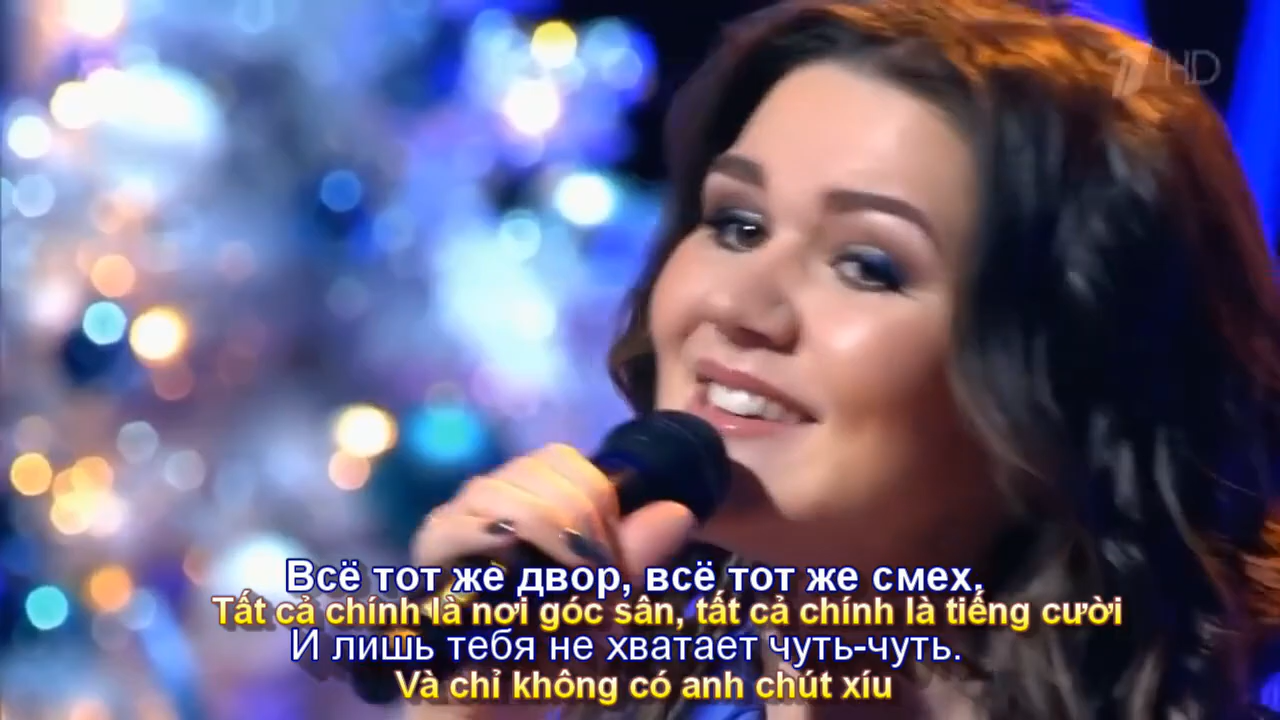 HD
Всё тот же двор, всё тот же смех.
Tất cả chính là nơi góc sân, tất cả chính là tiếng cười
И лишь тебя не хватает чуть-чуть.
Và chỉ không có anh chút xíu